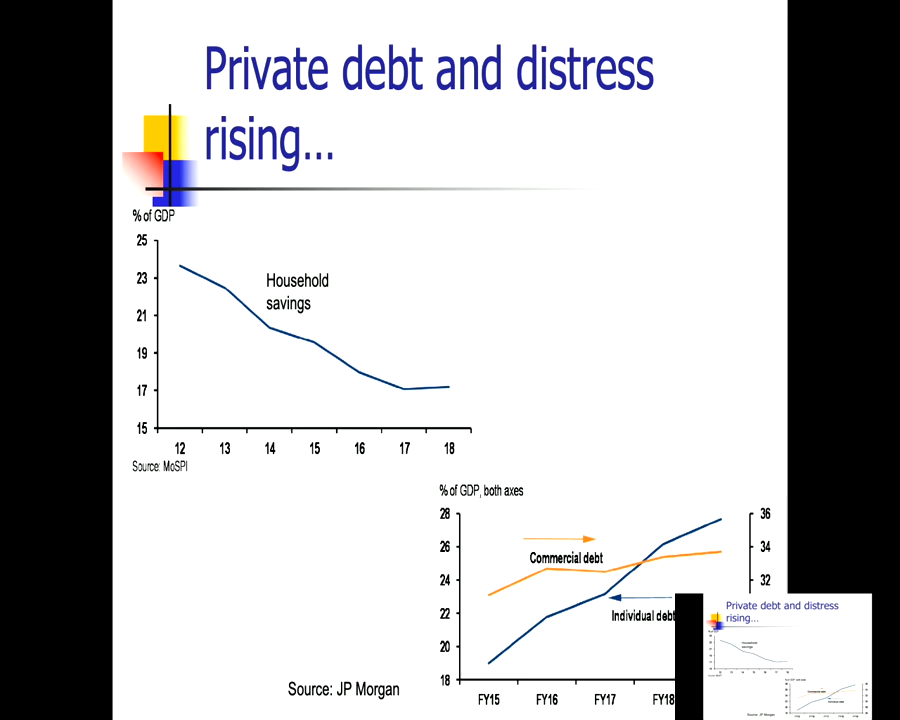 Private debt and distress
rising...
% of GDP
25
23
21
19
17
15
Household
savings
12 13 14 15 16 17 18
Source: MoSPI
% of GDP, both axes
28
26
24
22
20
18
36
34
32
Commercial debt
Individual debt
FY15 FY16 FY17 FY18
Source: JP Morgan
Private debt and distress
rising...
Household
savings